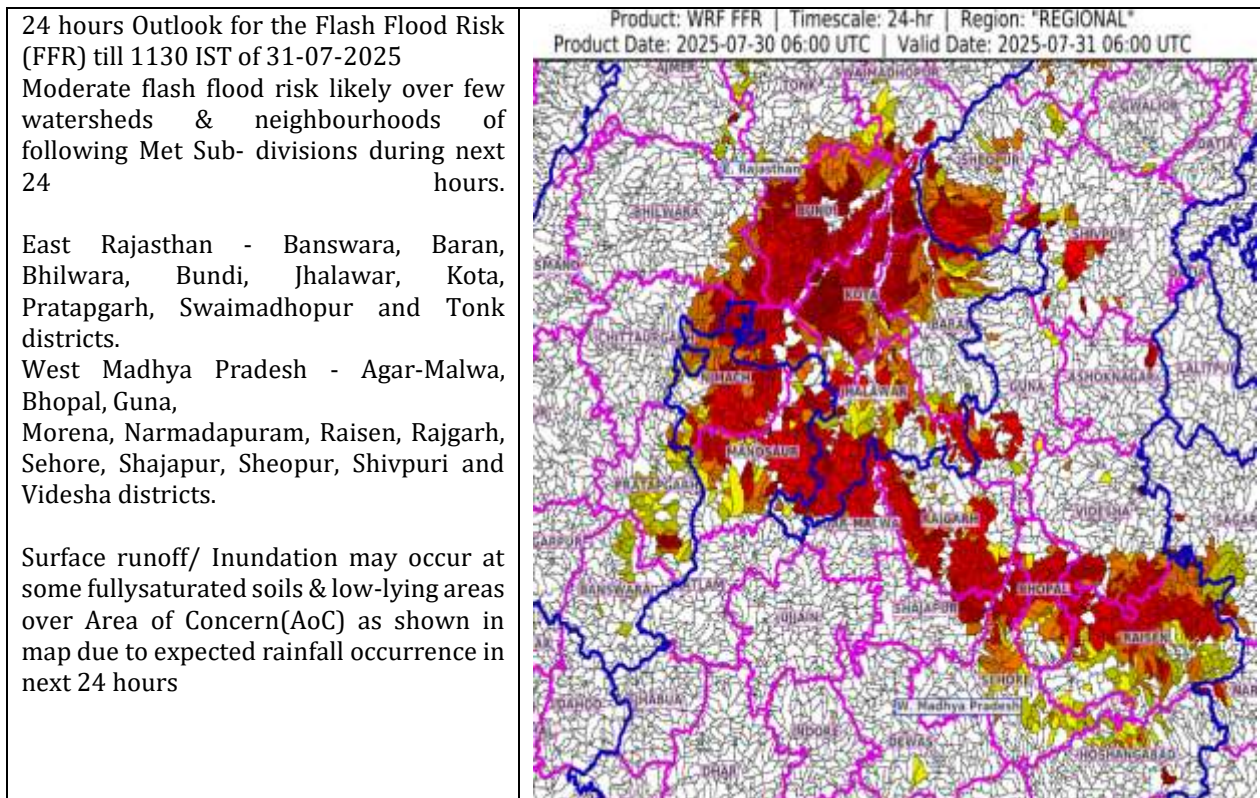 24 hours Outlook for the Flash Flood Risk
(FFR) till 1130 IST of 31-07-2025
Moderate flash flood risk likely over few
watersheds & neighbourhoods of
following Met Sub- divisions during next
24 hours.
East Rajasthan - Banswara, Baran,
Bhilwara, Bundi, Jhalawar, Kota,
Pratapgarh, Swaimadhopur and Tonk
districts.
West Madhya Pradesh - Agar-Malwa,
Bhopal, Guna,
Morena, Narmadapuram, Raisen, Rajgarh,
Sehore, Shajapur, Sheopur, Shivpuri and
Videsha districts.
Surface runoff/ Inundation may occur at
some fullysaturated soils & low-lying areas
over Area of Concern(AoC) as shown in
map due to expected rainfall occurrence in
next 24 hours
Product: WRF FFR | Timescale: 24-hr | Region: "REGIONAL"
Product Date: 2025-07-30 06:00 UTC | Valid Date: 2025-07-31 06:00 UTC
AJMER
TONK
SWAIMADHOPUR
GWALIOR
DATIA
SHEOPUR
E. Rajasthan
BHILWARA
BUNDI
SHIVPURI
KOTA
BARAN
CHITTAURGA
NIMACH
JHALAWAR
GUNA
ASHOKNAGAR
LALITPUR
MANDSAUR
PRATAPGARH
AR-MALWA
RAJGARH
VIDESHA
SAGA
BANSWARA
UJJAIN
SHAJAPUR
BHOPAL
RAISEN
SEHORE
W. Madhya Pradesh
DAHOD
JHABUA
INDORE
DEWAS
DHAR
HOSHANGABAD